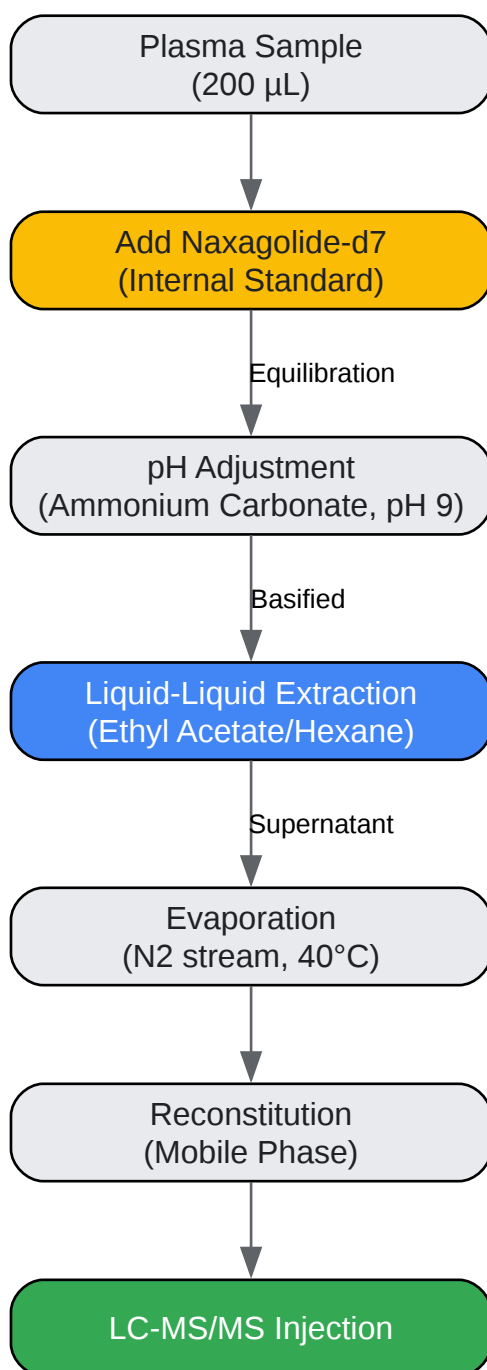 Plasma Sample
(200 µL)
Add Naxagolide-d7
(Internal Standard)
Equilibration
pH Adjustment
(Ammonium Carbonate, pH 9)
Basified
Liquid-Liquid Extraction
(Ethyl Acetate/Hexane)
Supernatant
Evaporation
(N2 stream, 40°C)
Reconstitution
(Mobile Phase)
LC-MS/MS Injection